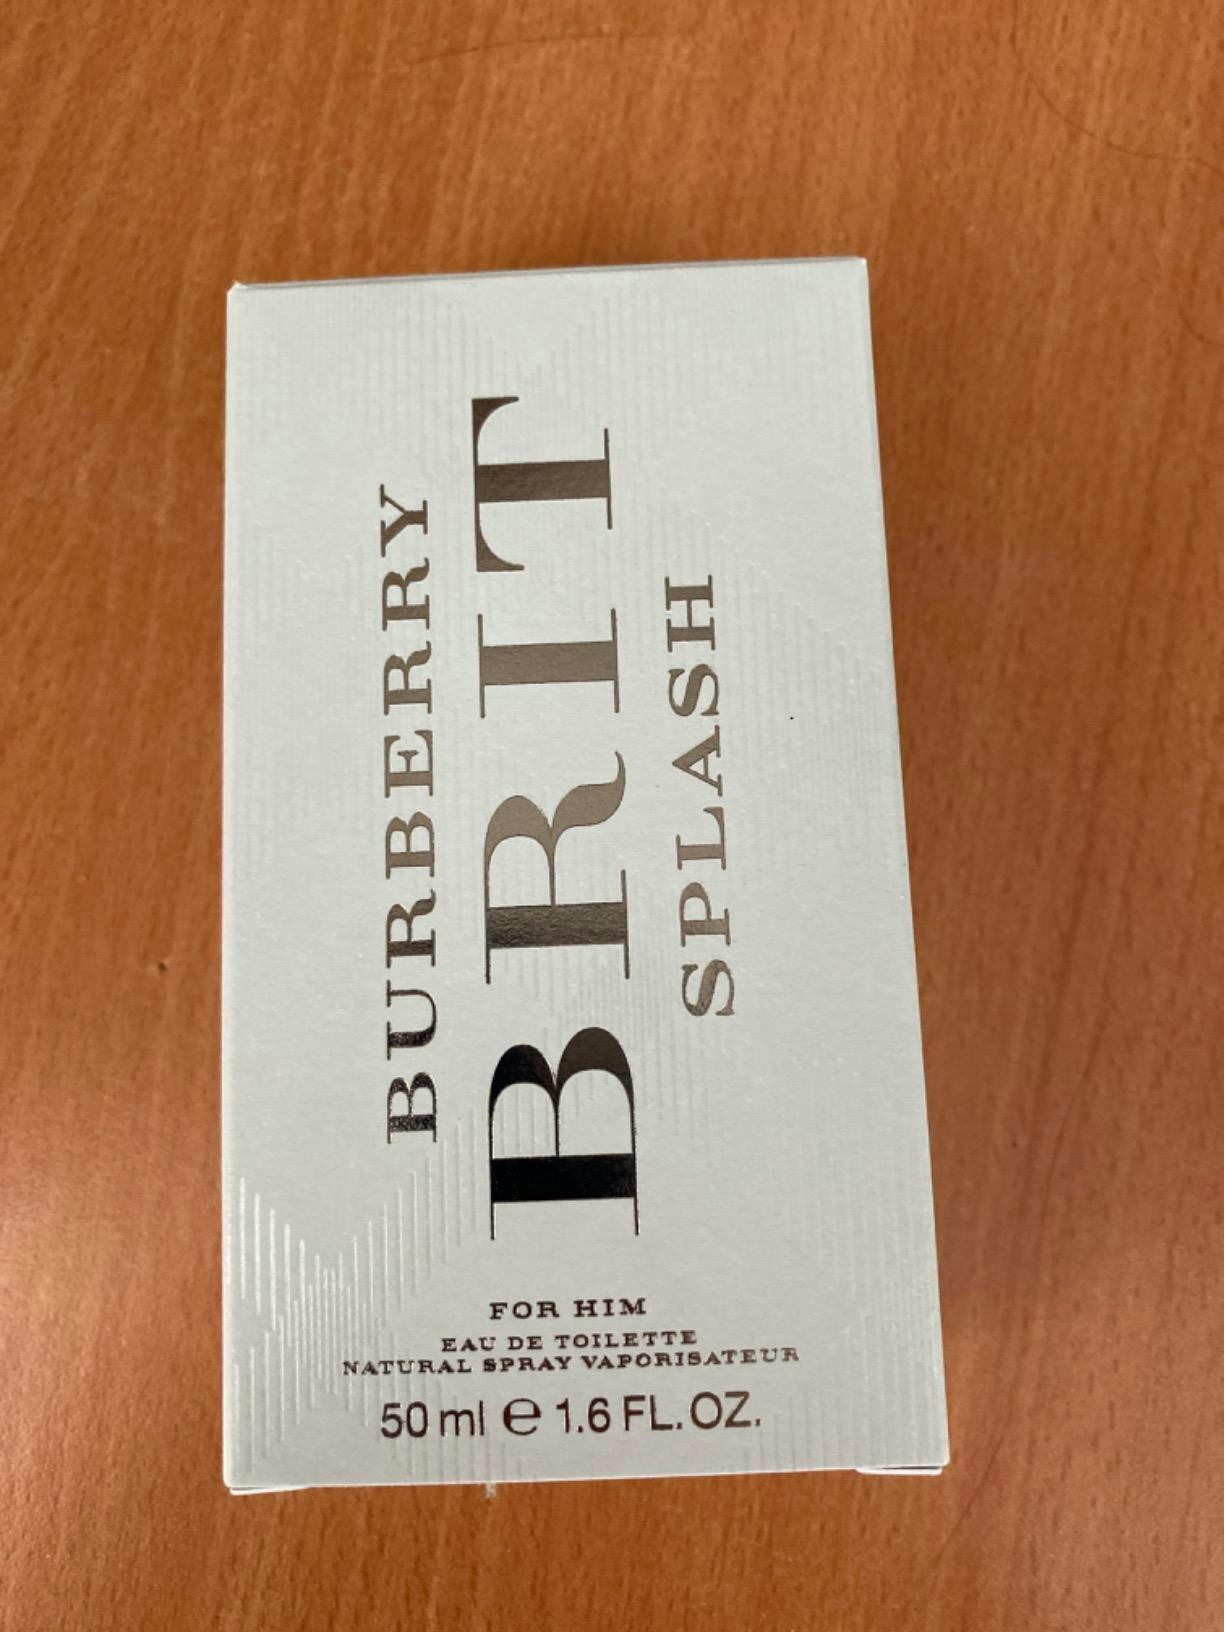 BURBERRY
BRIT
SPLASH
FOR HIM
EAU DE TOILETTE
NATURAL SPRAY VAPORISATEUR
50 ml e 1.6 FL.OZ.